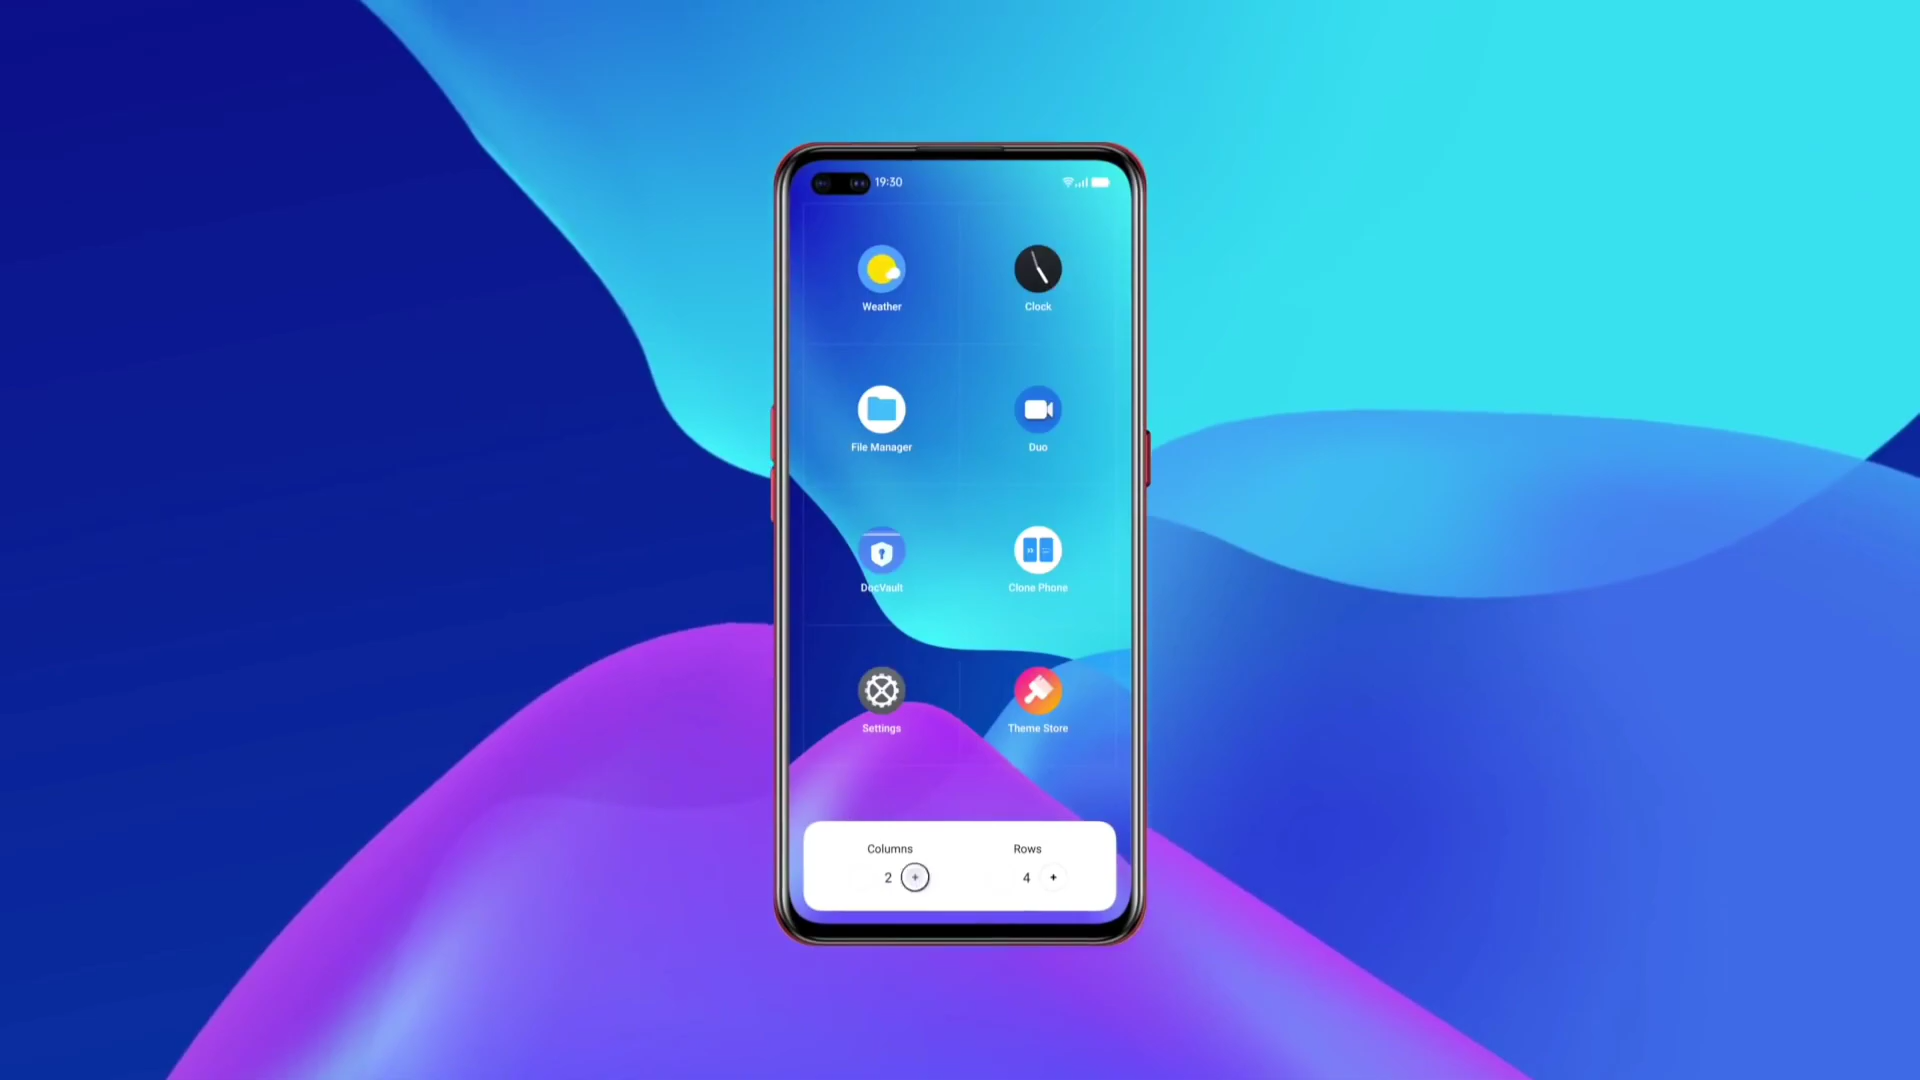 19:30
Weather
Clock
File Manager
Duo
DocVault
Clone Phone
Settings
Theme Store
Columns
Rows
2 +
4 +